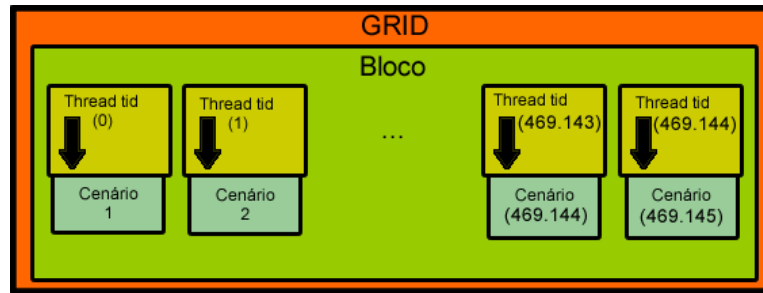 GRID
Bloco
Thread tid
(0)
Cenário
1
Thread tid
(1)
Cenário
2
...
Thread tid
(469.143)
Cenário
(469.144)
Thread tid
(469.144)
Cenário
(469.145)